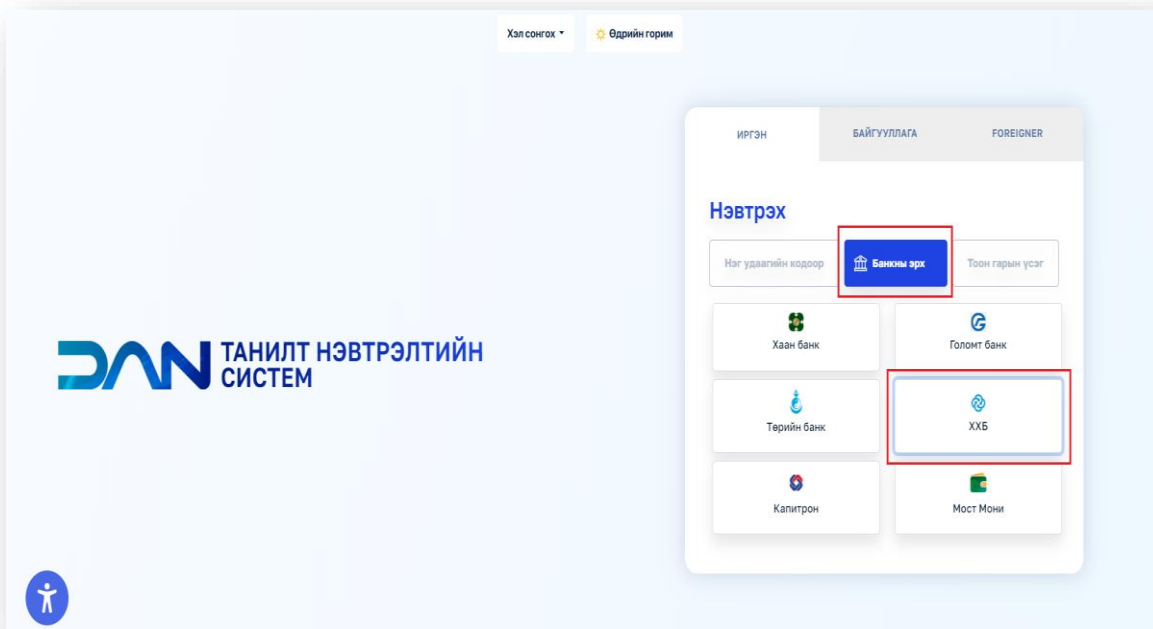 Хэл сонгох
Өдрийн горим
ИРГЭН
БАЙГУУЛЛАГА
FOREIGNER
Нэвтрэх
Нэг удаагийн кодоор
Банкны эрх
Тоон гарын үсэг
Хаан банк
Голомт банк
Төрийн банк
ХХБ
Капитрон
Мост Мони
DAN
ТАНИЛТ НЭВТРЭЛТИЙН
СИСТЕМ